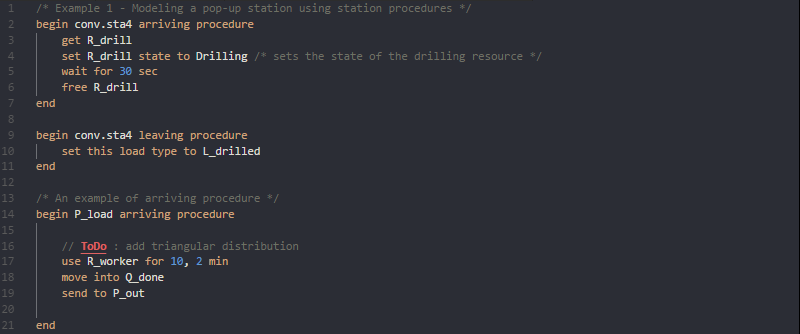 1 /* Example 1 - Modeling a pop-up station using station procedures */
2 begin conv.sta4 arriving procedure
3 get R_drill
4 set R_drill state to Drilling /* sets the state of the drilling resource */
5 wait for 30 sec
6 free R_drill
7 end
8
9 begin conv.sta4 leaving procedure
10 set this load type to L_drilled
11 end
12
13 /* An example of arriving procedure */
14 begin P_load arriving procedure
15
16 // ToDo : add triangular distribution
17 use R_worker for 10, 2 min
18 move into Q_done
19 send to P_out
20
21 end